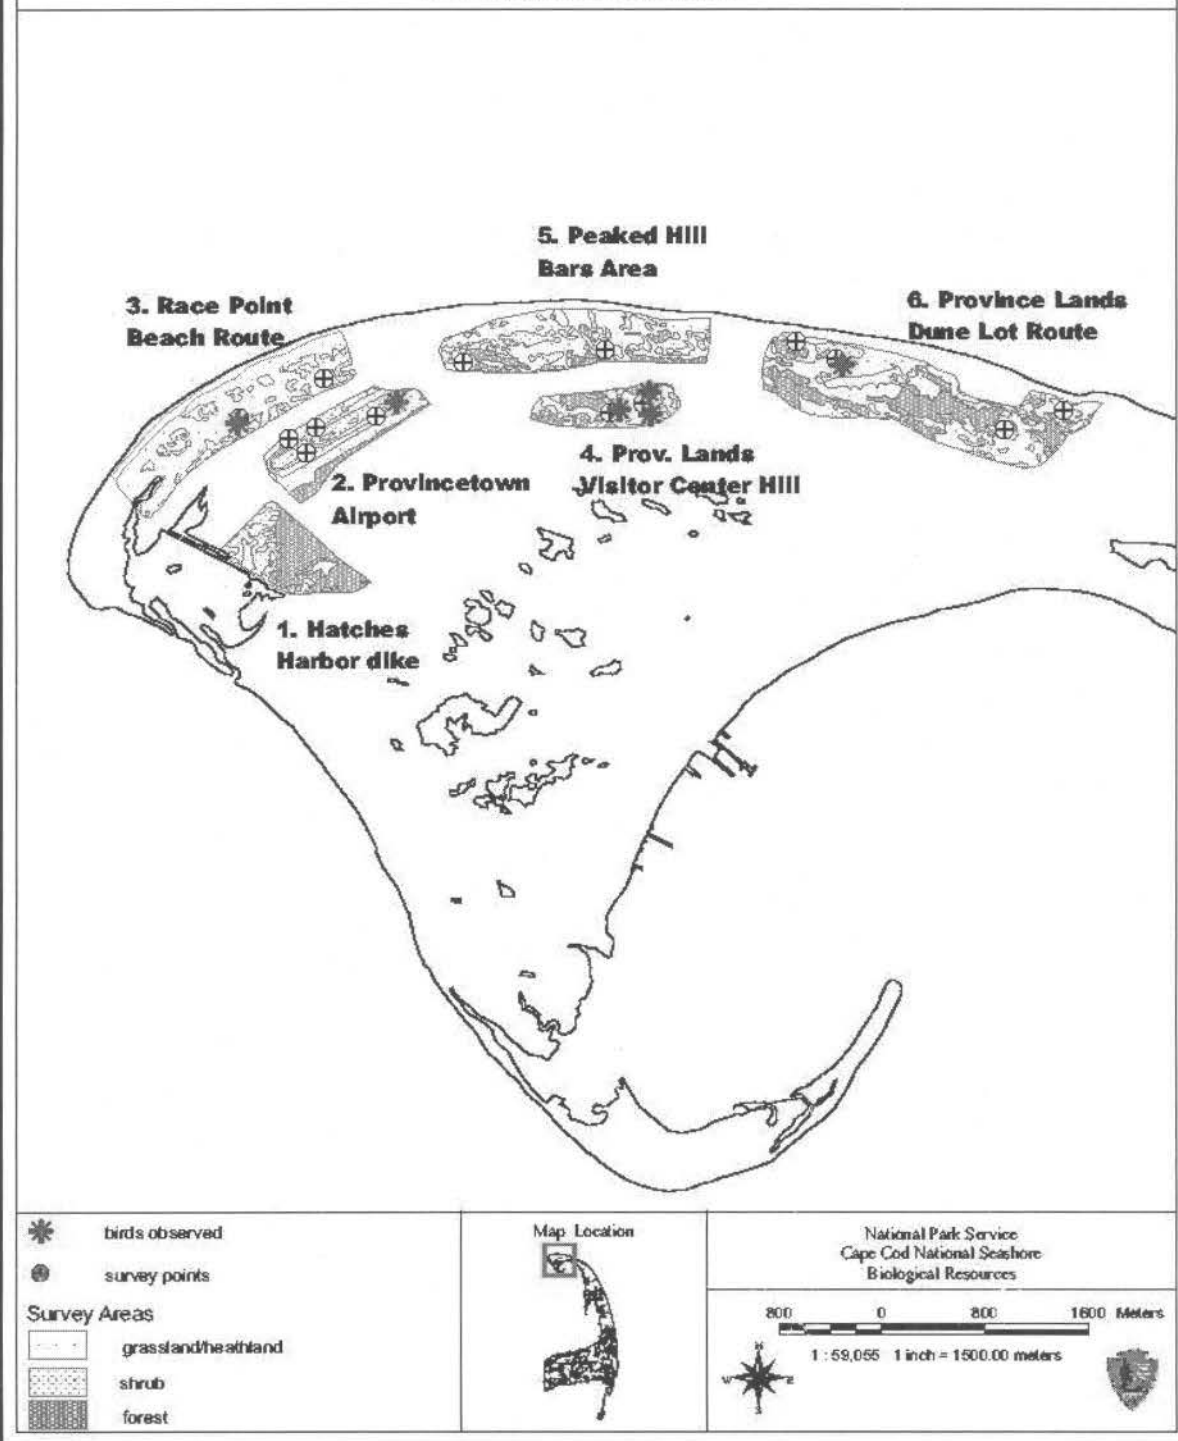 5. Peaked Hill
Bars Area
3. Race Point
Beach Route
6. Province Lands
Dune Lot Route
4. Prov. Lands
Visitor Center Hill
2. Provincetown
Airport
1. Hatches
Harbor dike
birds observed
survey points
Survey Areas
grassland/heathland
shrub
forest
Map Location
National Park Service
Cape Cod National Seashore
Biological Resources
800 0 800 1600 Meters
1 : 59,055 1 inch = 1500.00 meters
N
W E
S